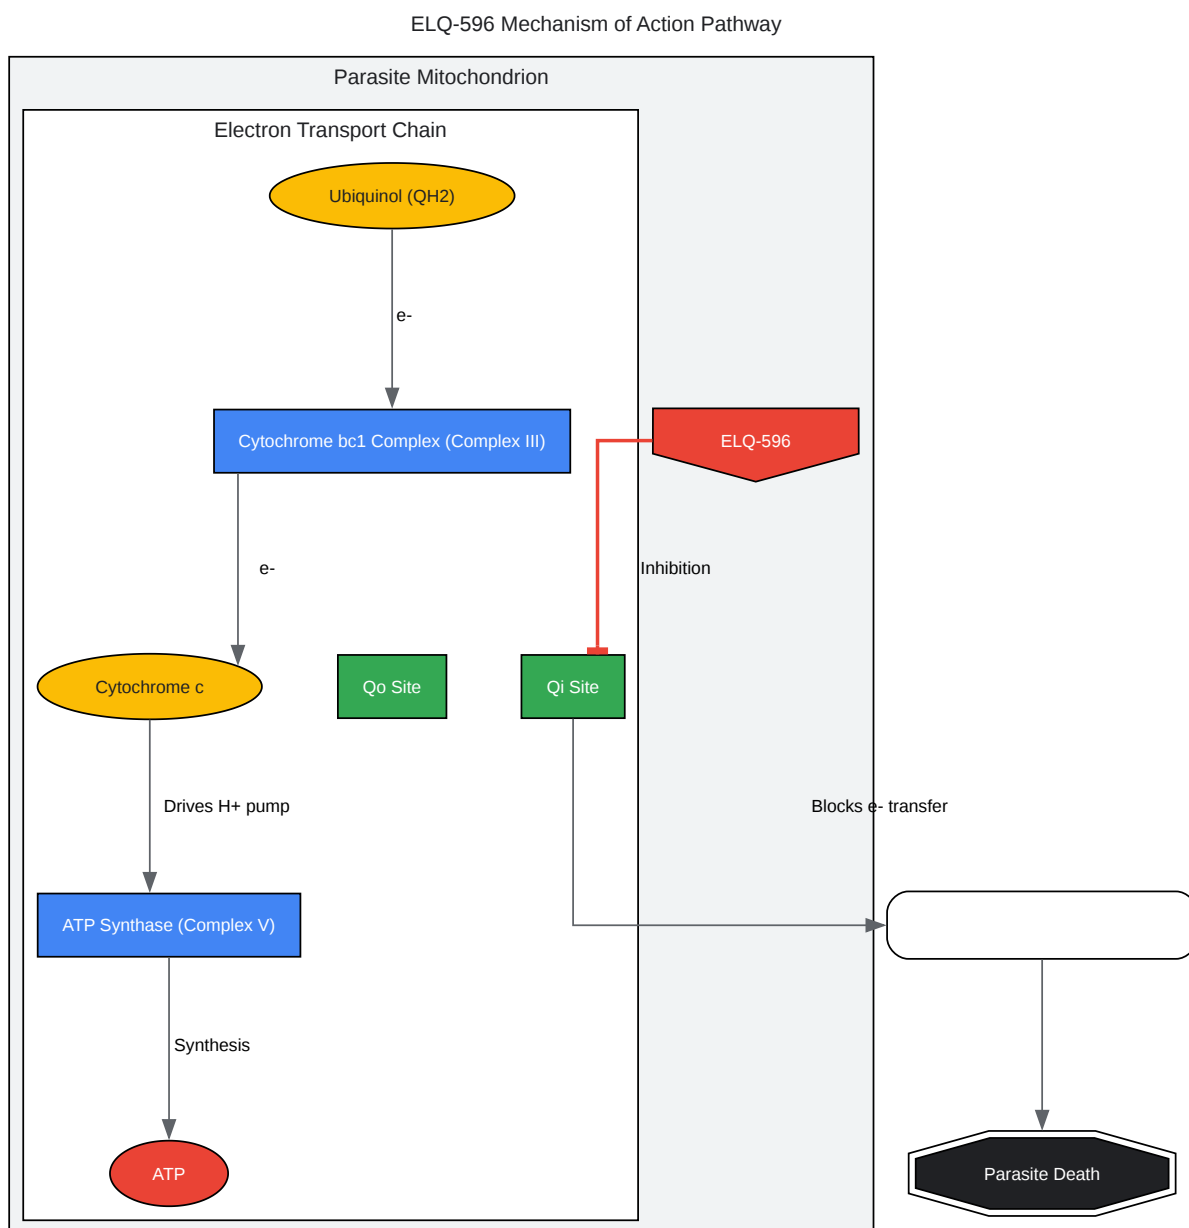 ELQ-596 Mechanism of Action Pathway
Parasite Mitochondrion
Electron Transport Chain
Ubiquinol (QH2)
e-
Cytochrome bc1 Complex (Complex III)
ELQ-596
e-
Inhibition
Cytochrome c
Qo Site
Qi Site
Drives H+ pump
Blocks e- transfer
ATP Synthase (Complex V)
Synthesis
ATP
Parasite Death